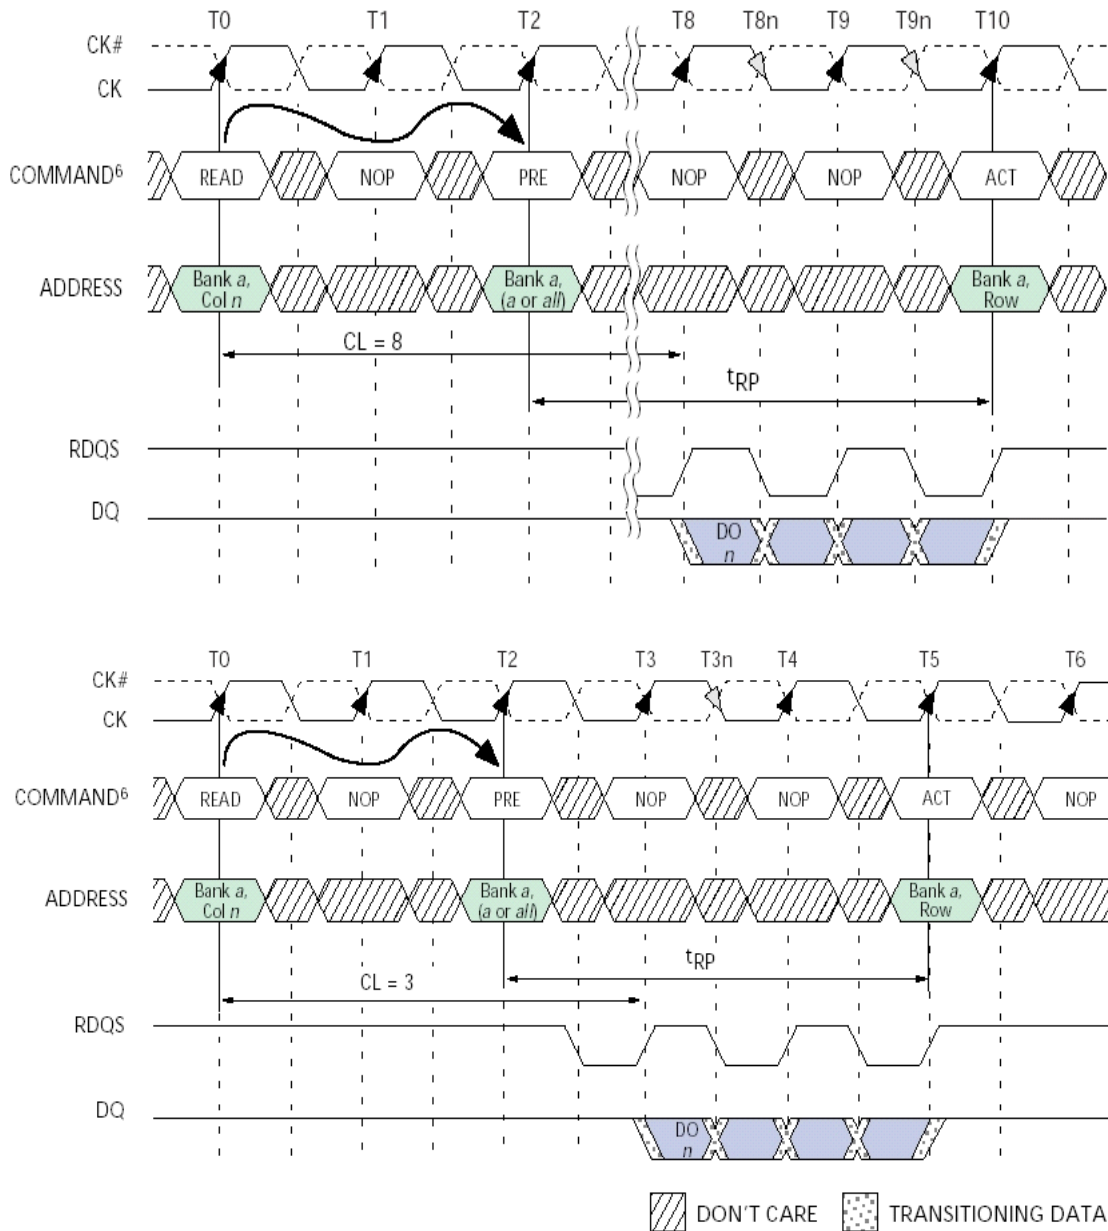 T0 T1 T2 T8 T8n T9 T9n T10
CK#
CK
COMMAND⁶ READ NOP PRE NOP NOP ACT
ADDRESS Bank a, Bank a, Bank a,
Col n (a or all) Row
CL = 8
tRP
RDQS
DQ
DO
n
T0 T1 T2 T3 T3n T4 T5 T6
CK#
CK
COMMAND⁶ READ NOP PRE NOP NOP ACT NOP
ADDRESS Bank a, Bank a, Bank a,
Col n (a or all) Row
tRP
CL = 3
RDQS
DQ
DO
n
DON'T CARE TRANSITIONING DATA